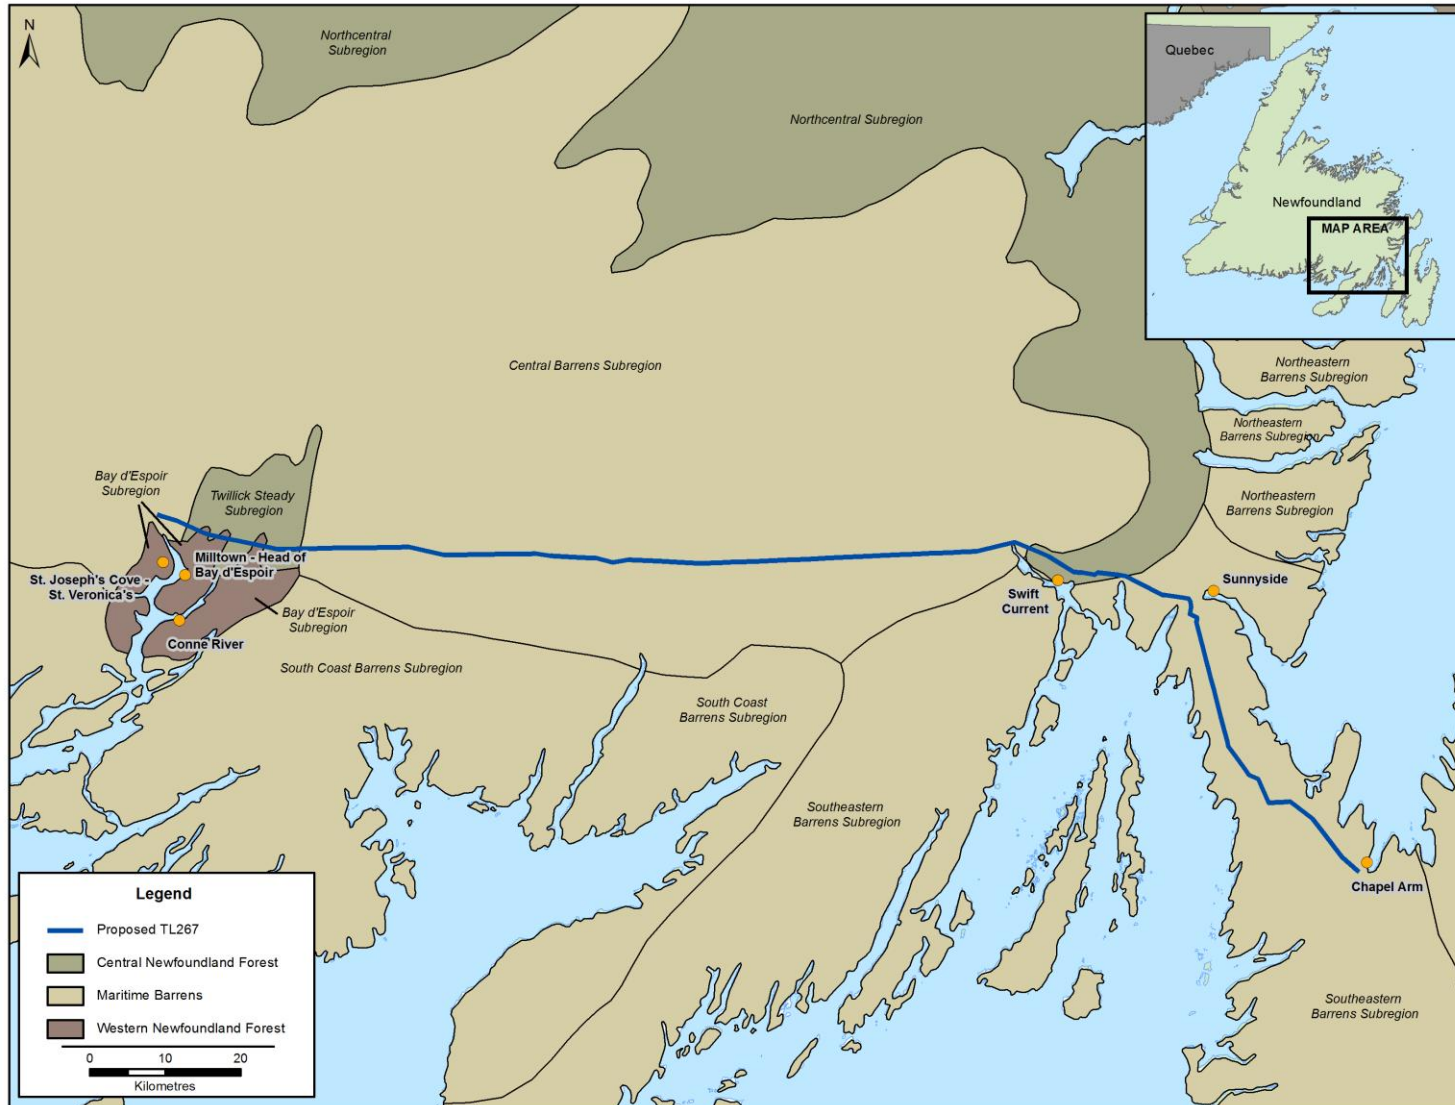 N
Northcentral
Subregion
Northcentral Subregion
Quebec
Newfoundland
MAP AREA
Central Barrens Subregion
Northeastern
Barrens Subregion
Northeastern
Barrens Subregion
Northeastern
Barrens Subregion
Bay d'Espoir
Subregion
Twillick Steady
Subregion
Milltown - Head of
Bay d'Espoir
St. Joseph's Cove -
St. Veronica's
Bay d'Espoir
Subregion
Conne River
Swift
Current
Sunnyside
South Coast Barrens Subregion
South Coast
Barrens Subregion
Southeastern
Barrens Subregion
Chapel Arm
Southeastern
Barrens Subregion
Legend
Proposed TL267
Central Newfoundland Forest
Maritime Barrens
Western Newfoundland Forest
0 10 20
Kilometres